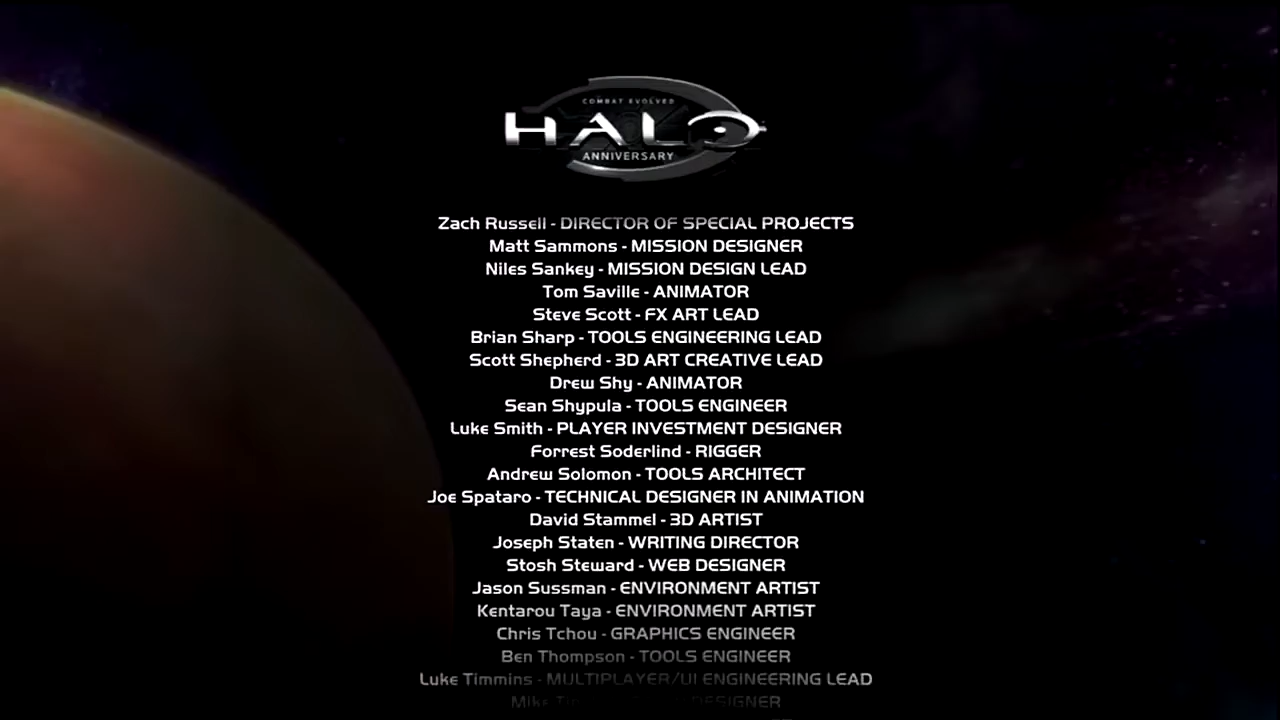 COMBAT EVOLVED
HALO
ANNIVERSARY
Zach Russell - DIRECTOR OF SPECIAL PROJECTS
Matt Sammons - MISSION DESIGNER
Niles Sankey - MISSION DESIGN LEAD
Tom Saville - ANIMATOR
Steve Scott - FX ART LEAD
Brian Sharp - TOOLS ENGINEERING LEAD
Scott Shepherd - 3D ART CREATIVE LEAD
Drew Shy - ANIMATOR
Sean Shypula - TOOLS ENGINEER
Luke Smith - PLAYER INVESTMENT DESIGNER
Forrest Soderlind - RIGGER
Andrew Solomon - TOOLS ARCHITECT
Joe Spataro - TECHNICAL DESIGNER IN ANIMATION
David Stammel - 3D ARTIST
Joseph Staten - WRITING DIRECTOR
Stosh Steward - WEB DESIGNER
Jason Sussman - ENVIRONMENT ARTIST
Kentarou Taya - ENVIRONMENT ARTIST
Chris Tchou - GRAPHICS ENGINEER
Ben Thompson - TOOLS ENGINEER
Luke Timmins - MULTIPLAYER/UI ENGINEERING LEAD
Mike DESIGNER